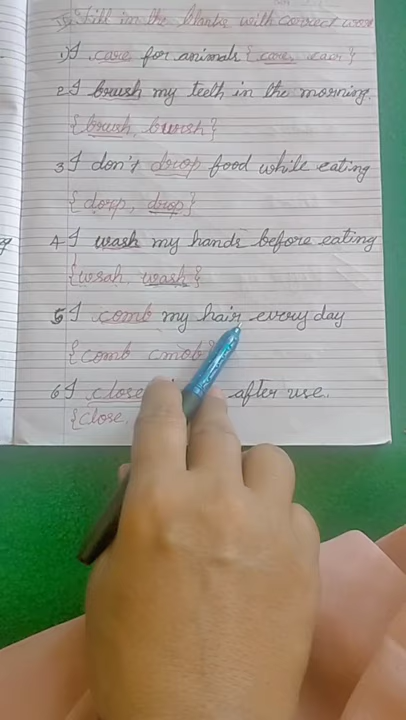 Fill in the blanks with correct word
1) I care for animals {care, caer}
2 I brush my teeth in the morning.
{brush, bursh}
3 I don't drop food while eating
{dorp, drop}
4 I wash my hands before eating
{wsah, wash}
5 I comb my hair every day
{comb cmob}
6 I close after use.
{close,